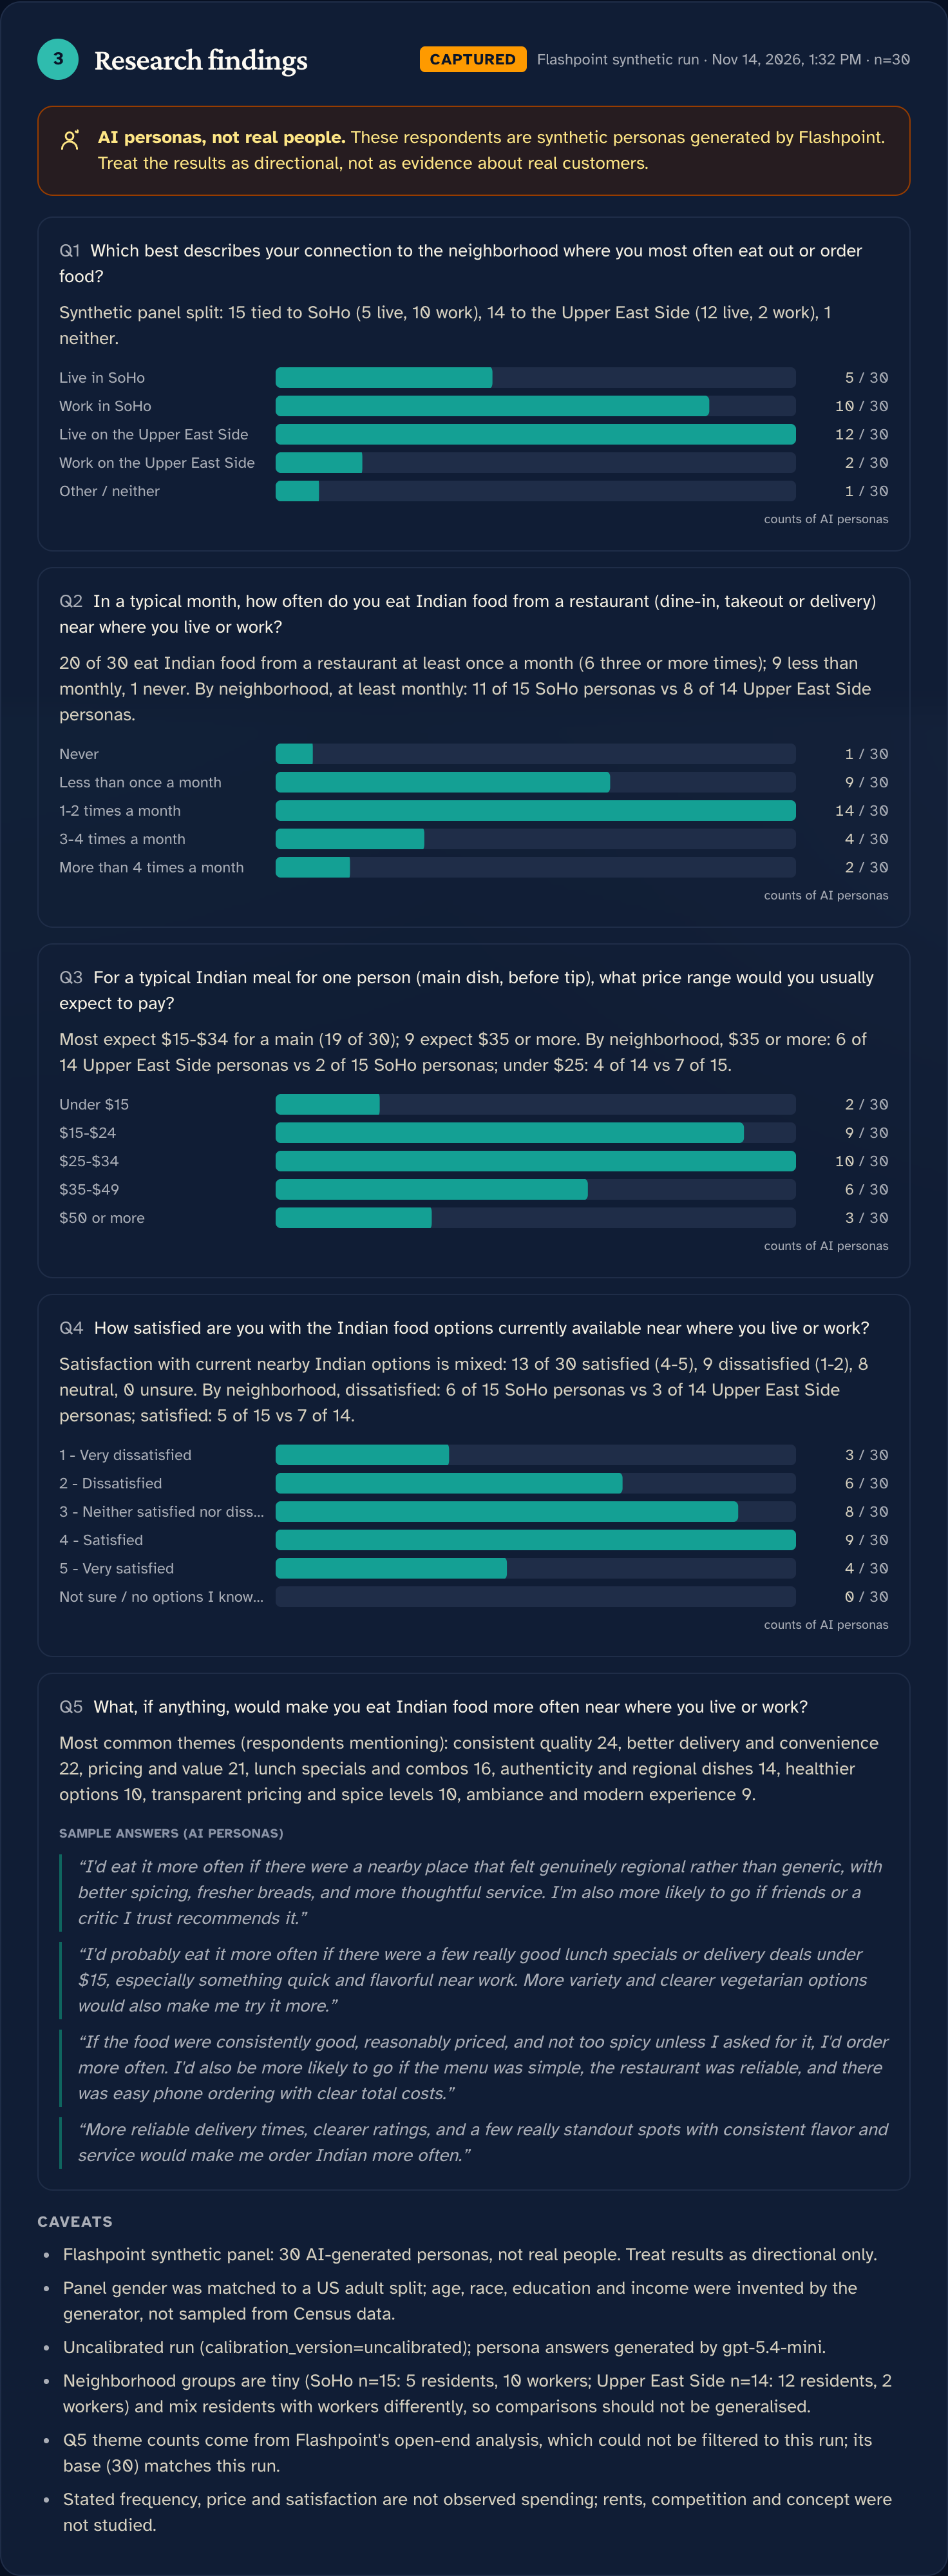 3 Research findings CAPTURED Flashpoint synthetic run · Nov 14, 2026, 1:32 PM · n=30
AI personas, not real people. These respondents are synthetic personas generated by Flashpoint.
Treat the results as directional, not as evidence about real customers.
Q1 Which best describes your connection to the neighborhood where you most often eat out or order
food?
Synthetic panel split: 15 tied to SoHo (5 live, 10 work), 14 to the Upper East Side (12 live, 2 work), 1
neither.
Live in SoHo 5 / 30
Work in SoHo 10 / 30
Live on the Upper East Side 12 / 30
Work on the Upper East Side 2 / 30
Other / neither 1 / 30
counts of AI personas
Q2 In a typical month, how often do you eat Indian food from a restaurant (dine-in, takeout or delivery)
near where you live or work?
20 of 30 eat Indian food from a restaurant at least once a month (6 three or more times); 9 less than
monthly, 1 never. By neighborhood, at least monthly: 11 of 15 SoHo personas vs 8 of 14 Upper East Side
personas.
Never 1 / 30
Less than once a month 9 / 30
1-2 times a month 14 / 30
3-4 times a month 4 / 30
More than 4 times a month 2 / 30
counts of AI personas
Q3 For a typical Indian meal for one person (main dish, before tip), what price range would you usually
expect to pay?
Most expect $15-$34 for a main (19 of 30); 9 expect $35 or more. By neighborhood, $35 or more: 6 of
14 Upper East Side personas vs 2 of 15 SoHo personas; under $25: 4 of 14 vs 7 of 15.
Under $15 2 / 30
$15-$24 9 / 30
$25-$34 10 / 30
$35-$49 6 / 30
$50 or more 3 / 30
counts of AI personas
Q4 How satisfied are you with the Indian food options currently available near where you live or work?
Satisfaction with current nearby Indian options is mixed: 13 of 30 satisfied (4-5), 9 dissatisfied (1-2), 8
neutral, 0 unsure. By neighborhood, dissatisfied: 6 of 15 SoHo personas vs 3 of 14 Upper East Side
personas; satisfied: 5 of 15 vs 7 of 14.
1 - Very dissatisfied 3 / 30
2 - Dissatisfied 6 / 30
3 - Neither satisfied nor diss... 8 / 30
4 - Satisfied 9 / 30
5 - Very satisfied 4 / 30
Not sure / no options I know... 0 / 30
counts of AI personas
Q5 What, if anything, would make you eat Indian food more often near where you live or work?
Most common themes (respondents mentioning): consistent quality 24, better delivery and convenience
22, pricing and value 21, lunch specials and combos 16, authenticity and regional dishes 14, healthier
options 10, transparent pricing and spice levels 10, ambiance and modern experience 9.
SAMPLE ANSWERS (AI PERSONAS)
“I'd eat it more often if there were a nearby place that felt genuinely regional rather than generic, with
better spicing, fresher breads, and more thoughtful service. I'm also more likely to go if friends or a
critic I trust recommends it.”
“I'd probably eat it more often if there were a few really good lunch specials or delivery deals under
$15, especially something quick and flavorful near work. More variety and clearer vegetarian options
would also make me try it more.”
“If the food were consistently good, reasonably priced, and not too spicy unless I asked for it, I'd order
more often. I'd also be more likely to go if the menu was simple, the restaurant was reliable, and there
was easy phone ordering with clear total costs.”
“More reliable delivery times, clearer ratings, and a few really standout spots with consistent flavor and
service would make me order Indian more often.”
CAVEATS
• Flashpoint synthetic panel: 30 AI-generated personas, not real people. Treat results as directional only.
• Panel gender was matched to a US adult split; age, race, education and income were invented by the
generator, not sampled from Census data.
• Uncalibrated run (calibration_version=uncalibrated); persona answers generated by gpt-5.4-mini.
• Neighborhood groups are tiny (SoHo n=15: 5 residents, 10 workers; Upper East Side n=14: 12 residents, 2
workers) and mix residents with workers differently, so comparisons should not be generalised.
• Q5 theme counts come from Flashpoint's open-end analysis, which could not be filtered to this run; its
base (30) matches this run.
• Stated frequency, price and satisfaction are not observed spending; rents, competition and concept were
not studied.